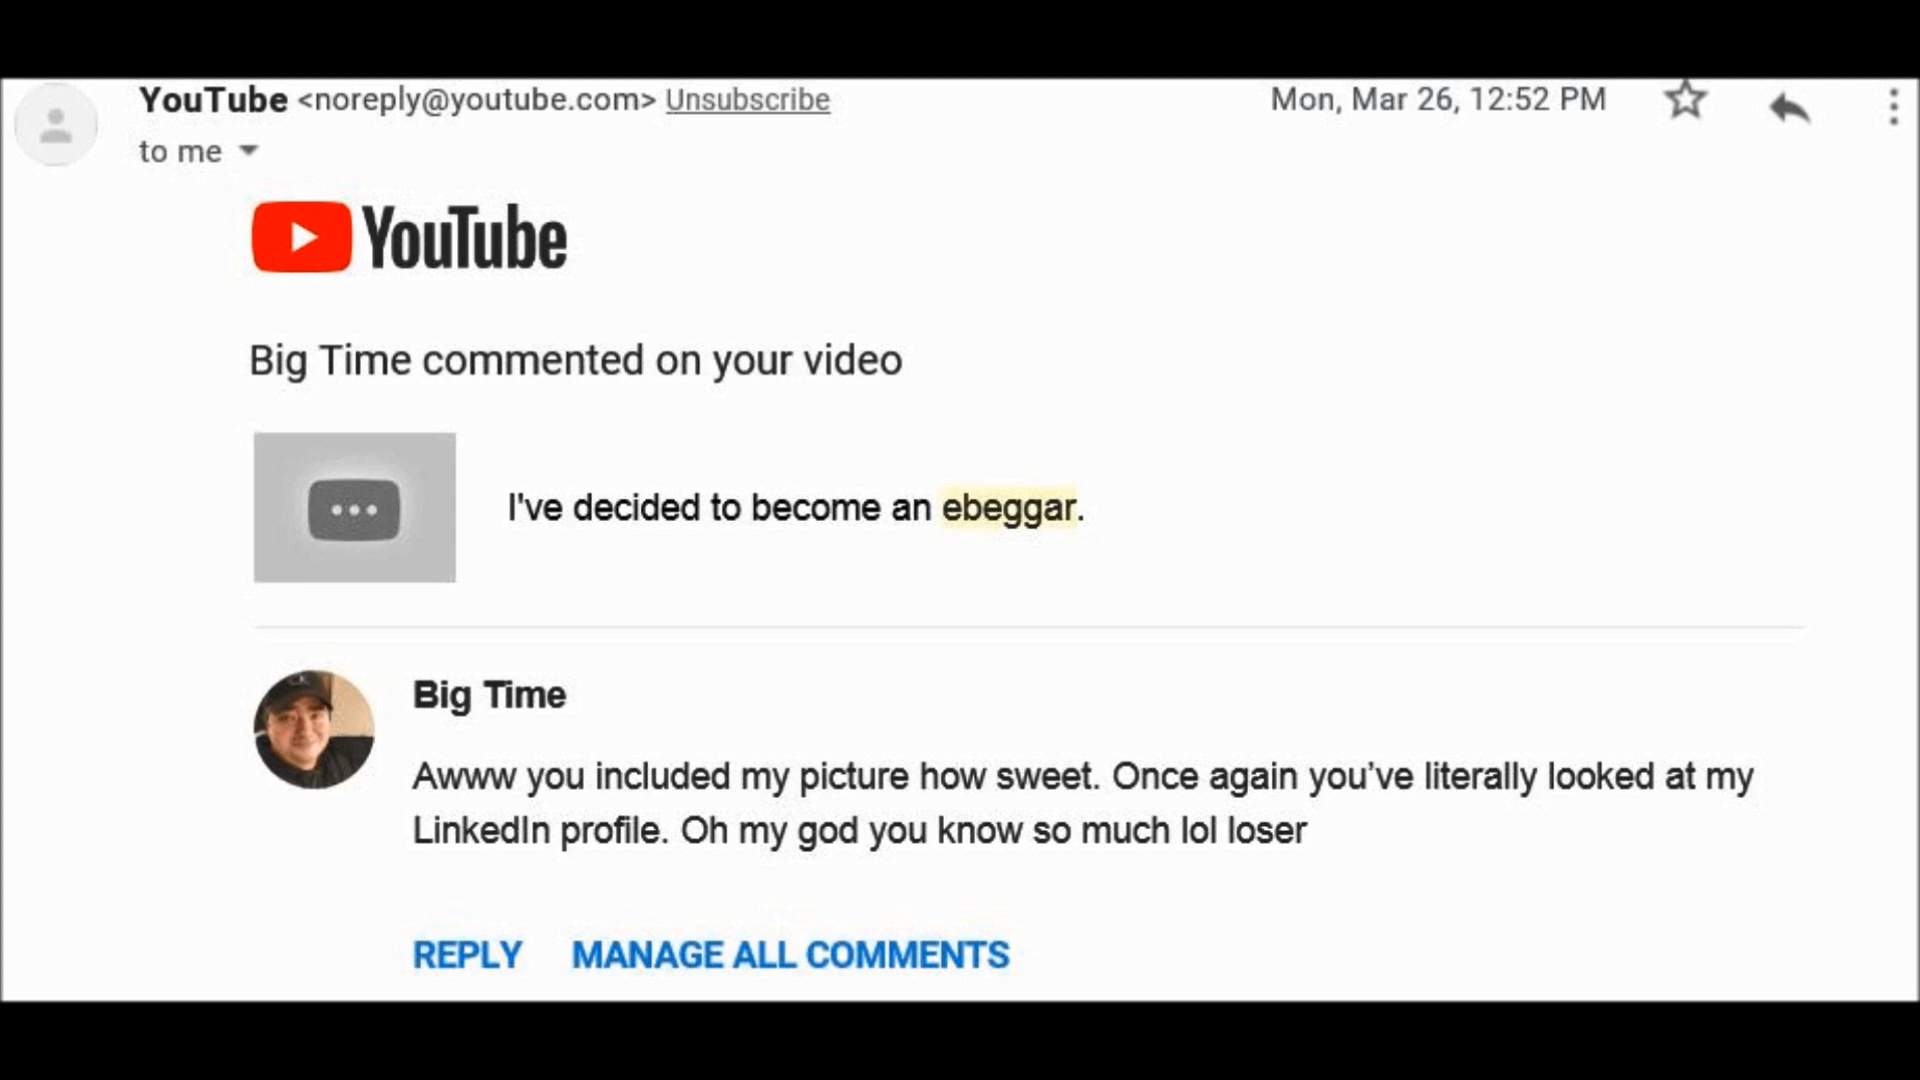 YouTube <noreply@youtube.com> Unsubscribe
Mon, Mar 26, 12:52 PM
to me
YouTube
Big Time commented on your video
I've decided to become an ebeggar.
Big Time
Awww you included my picture how sweet. Once again you’ve literally looked at my
LinkedIn profile. Oh my god you know so much lol loser
REPLY MANAGE ALL COMMENTS